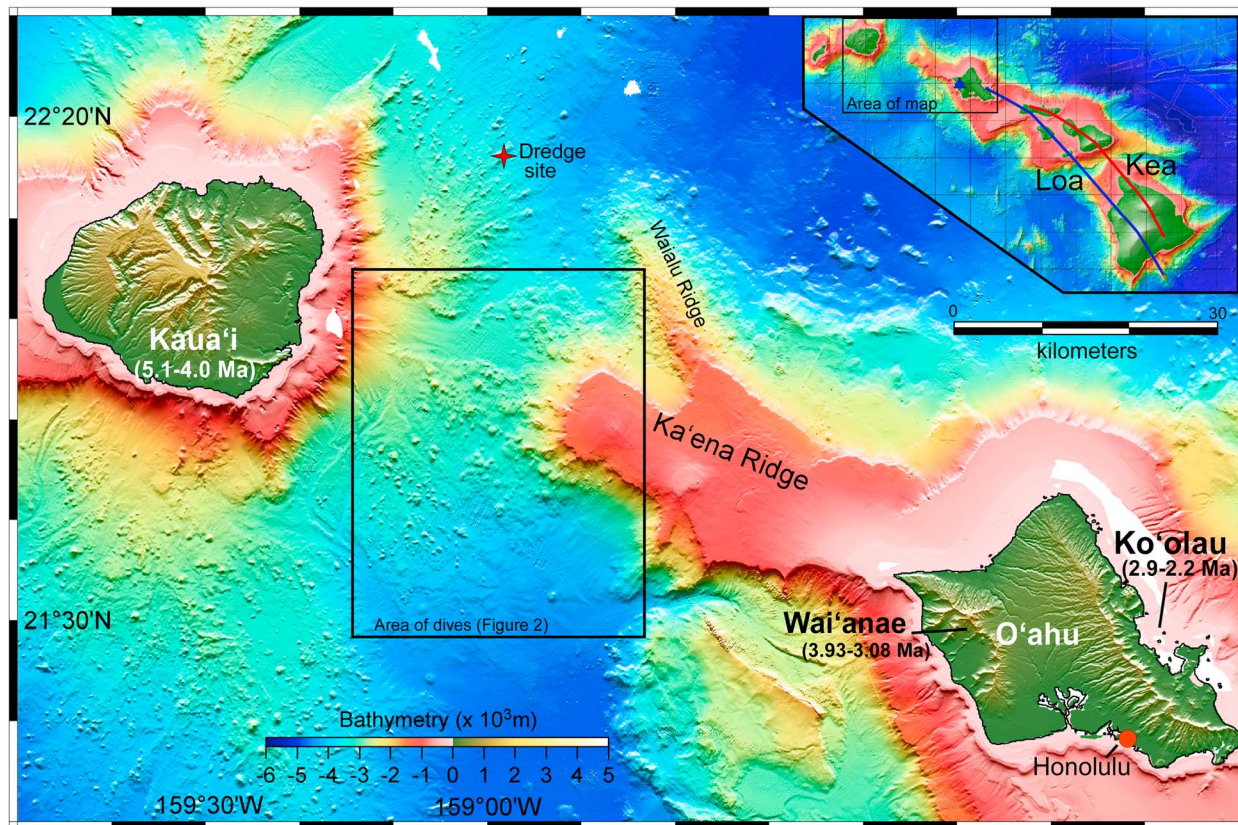 22°20'N
21°30'N
159°30'W
159°00'W
Dredge
site
Area of map
Loa
Kea
0
30
kilometers
Waialu Ridge
Kaua‘i
(5.1-4.0 Ma)
Ka‘ena Ridge
Area of dives (Figure 2)
Wai‘anae
(3.93-3.08 Ma)
O‘ahu
Ko‘olau
(2.9-2.2 Ma)
Honolulu
Bathymetry (x 10³m)
-6 -5 -4 -3 -2 -1 0 1 2 3 4 5